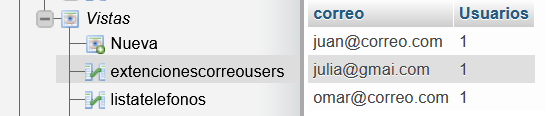 Vistas
Nueva
extencionescorreousers
listatelefonos
correo Usuarios
juan@correo.com 1
julia@gmai.com 1
omar@correo.com 1